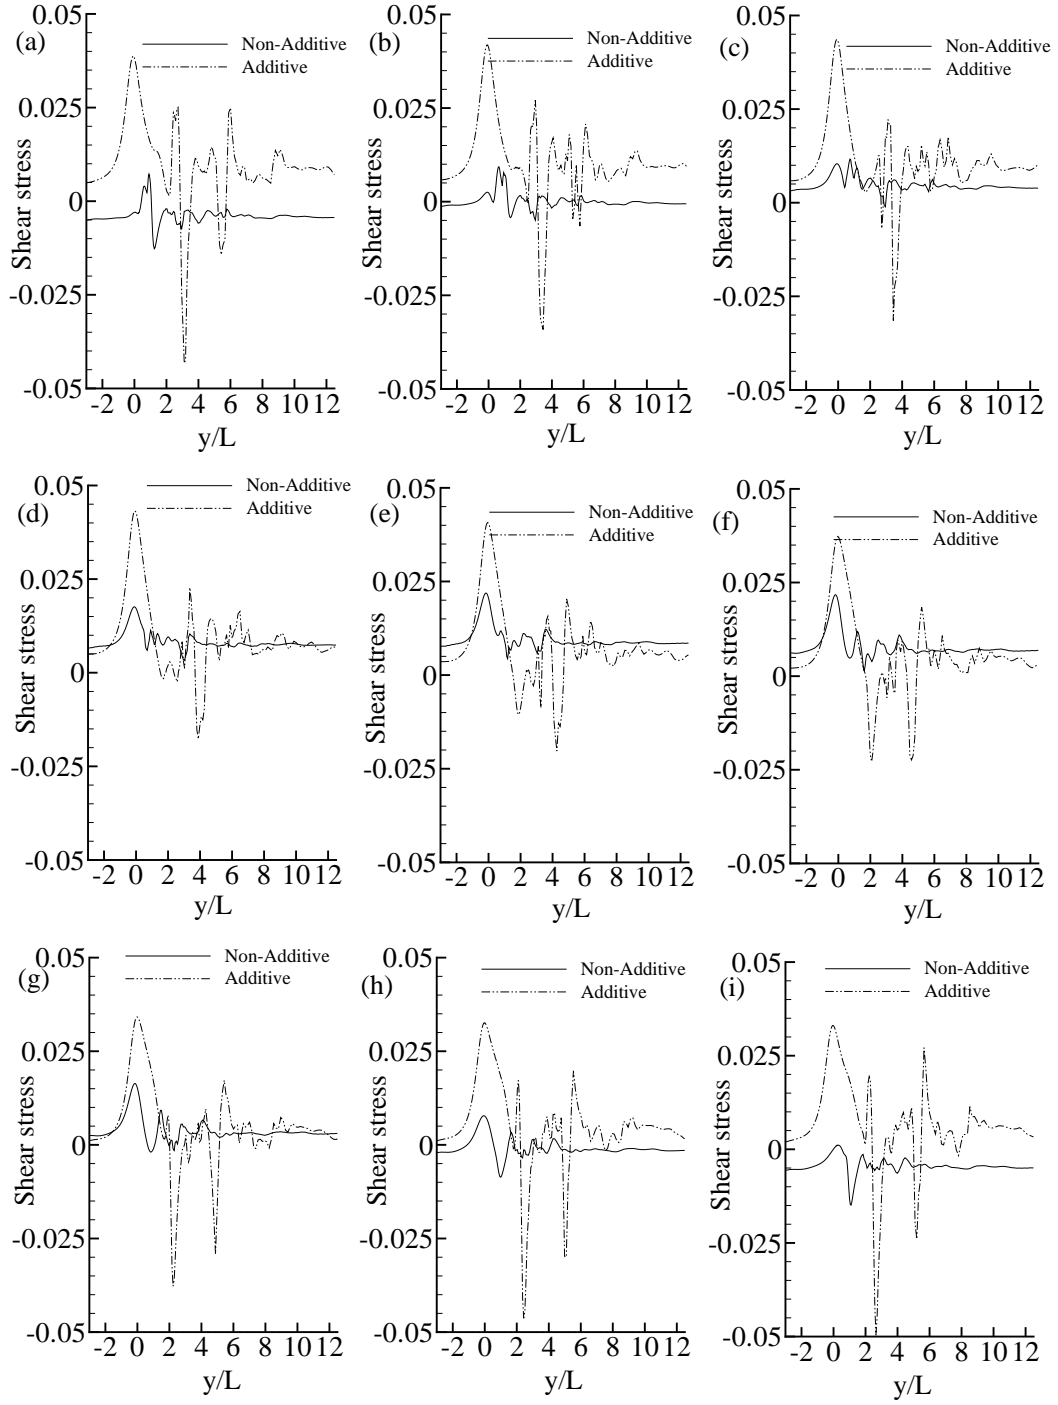 (a)
Non-Additive
Additive
0.05
0.025
0
-0.025
-0.05
Shear stress
-2 0 2 4 6 8 10 12
y/L
(b)
Non-Additive
Additive
0.05
0.025
0
-0.025
-0.05
Shear stress
-2 0 2 4 6 8 10 12
y/L
(c)
Non-Additive
Additive
0.05
0.025
0
-0.025
-0.05
Shear stress
-2 0 2 4 6 8 10 12
y/L
(d)
Non-Additive
Additive
0.05
0.025
0
-0.025
-0.05
Shear stress
-2 0 2 4 6 8 10 12
y/L
(e)
Non-Additive
Additive
0.05
0.025
0
-0.025
-0.05
Shear stress
-2 0 2 4 6 8 10 12
y/L
(f)
Non-Additive
Additive
0.05
0.025
0
-0.025
-0.05
Shear stress
-2 0 2 4 6 8 10 12
y/L
(g)
Non-Additive
Additive
0.05
0.025
0
-0.025
-0.05
Shear stress
-2 0 2 4 6 8 10 12
y/L
(h)
Non-Additive
Additive
0.05
0.025
0
-0.025
-0.05
Shear stress
-2 0 2 4 6 8 10 12
y/L
(i)
Non-Additive
Additive
0.05
0.025
0
-0.025
-0.05
Shear stress
-2 0 2 4 6 8 10 12
y/L